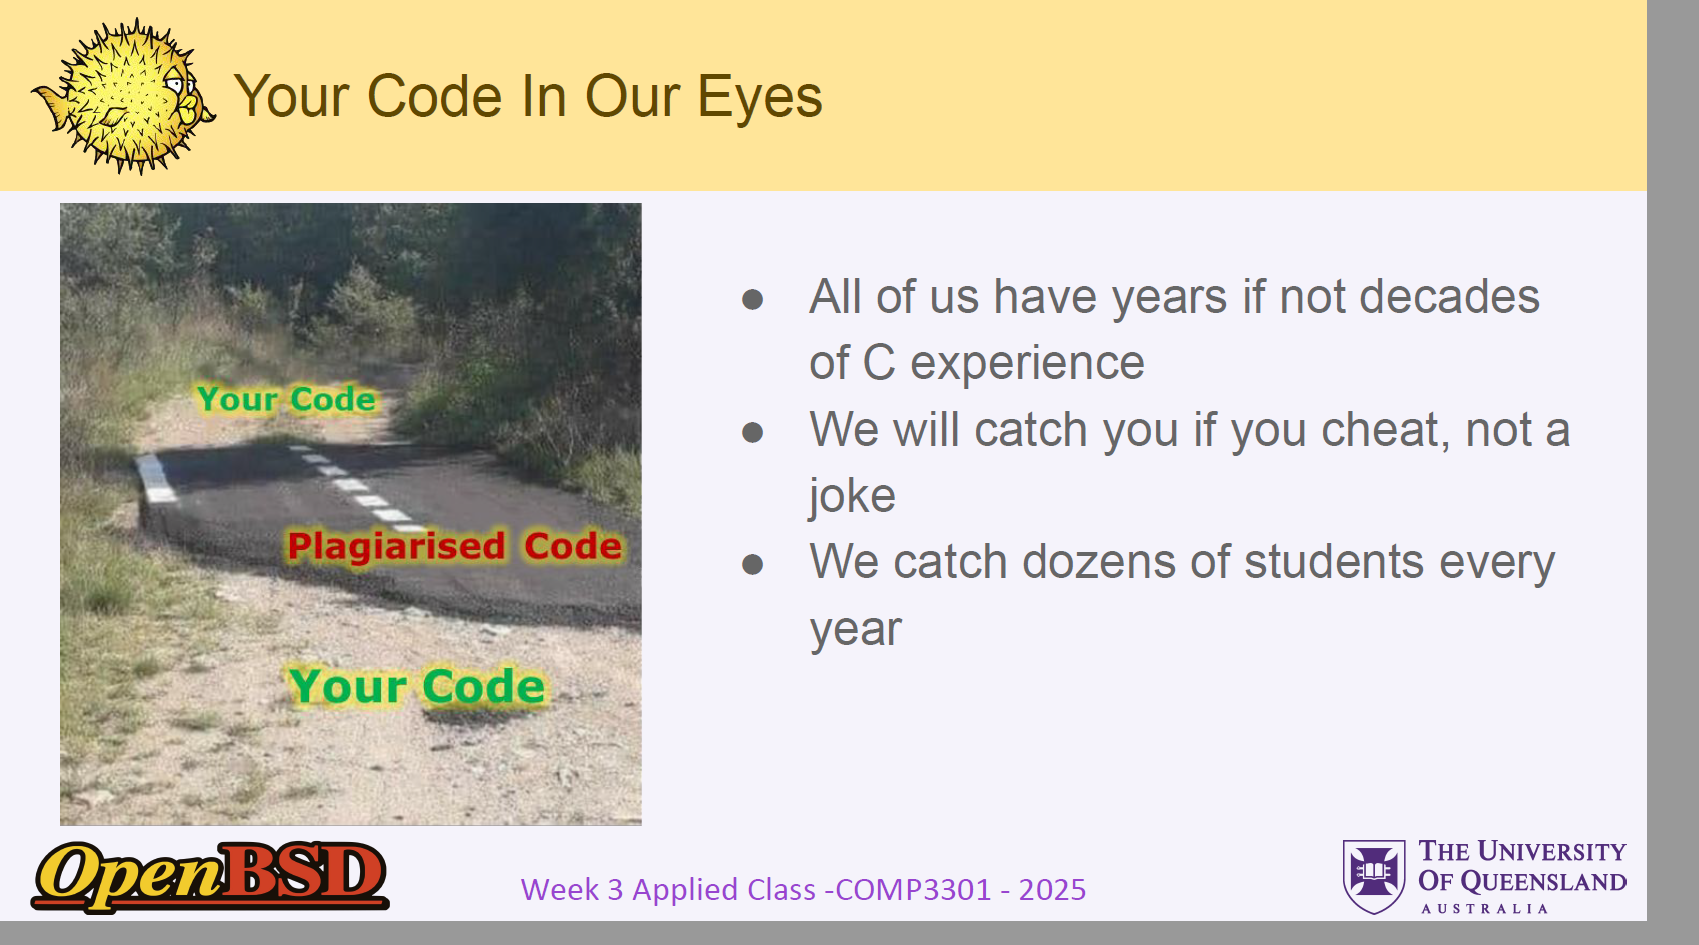 Your Code In Our Eyes
Your Code
Plagiarised Code
Your Code
● All of us have years if not decades
of C experience
● We will catch you if you cheat, not a
joke
● We catch dozens of students every
year
OpenBSD
Week 3 Applied Class -COMP3301 - 2025
THE UNIVERSITY
OF QUEENSLAND
AUSTRALIA